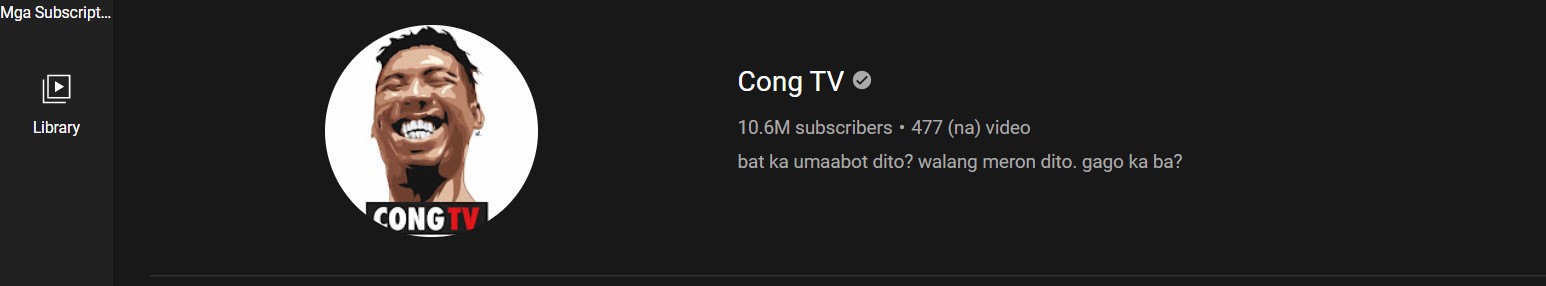 Mga Subscript...
Library
CONG TV
Cong TV
10.6M subscribers • 477 (na) video
bat ka umaabot dito? walang meron dito. gago ka ba?